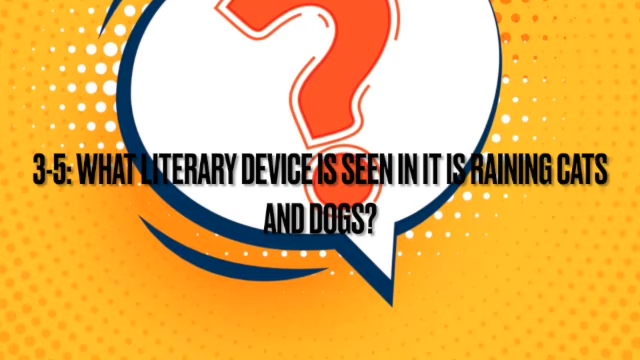 3-5: WHAT LITERARY DEVICE IS SEEN IN IT IS RAINING CATS
AND DOGS?